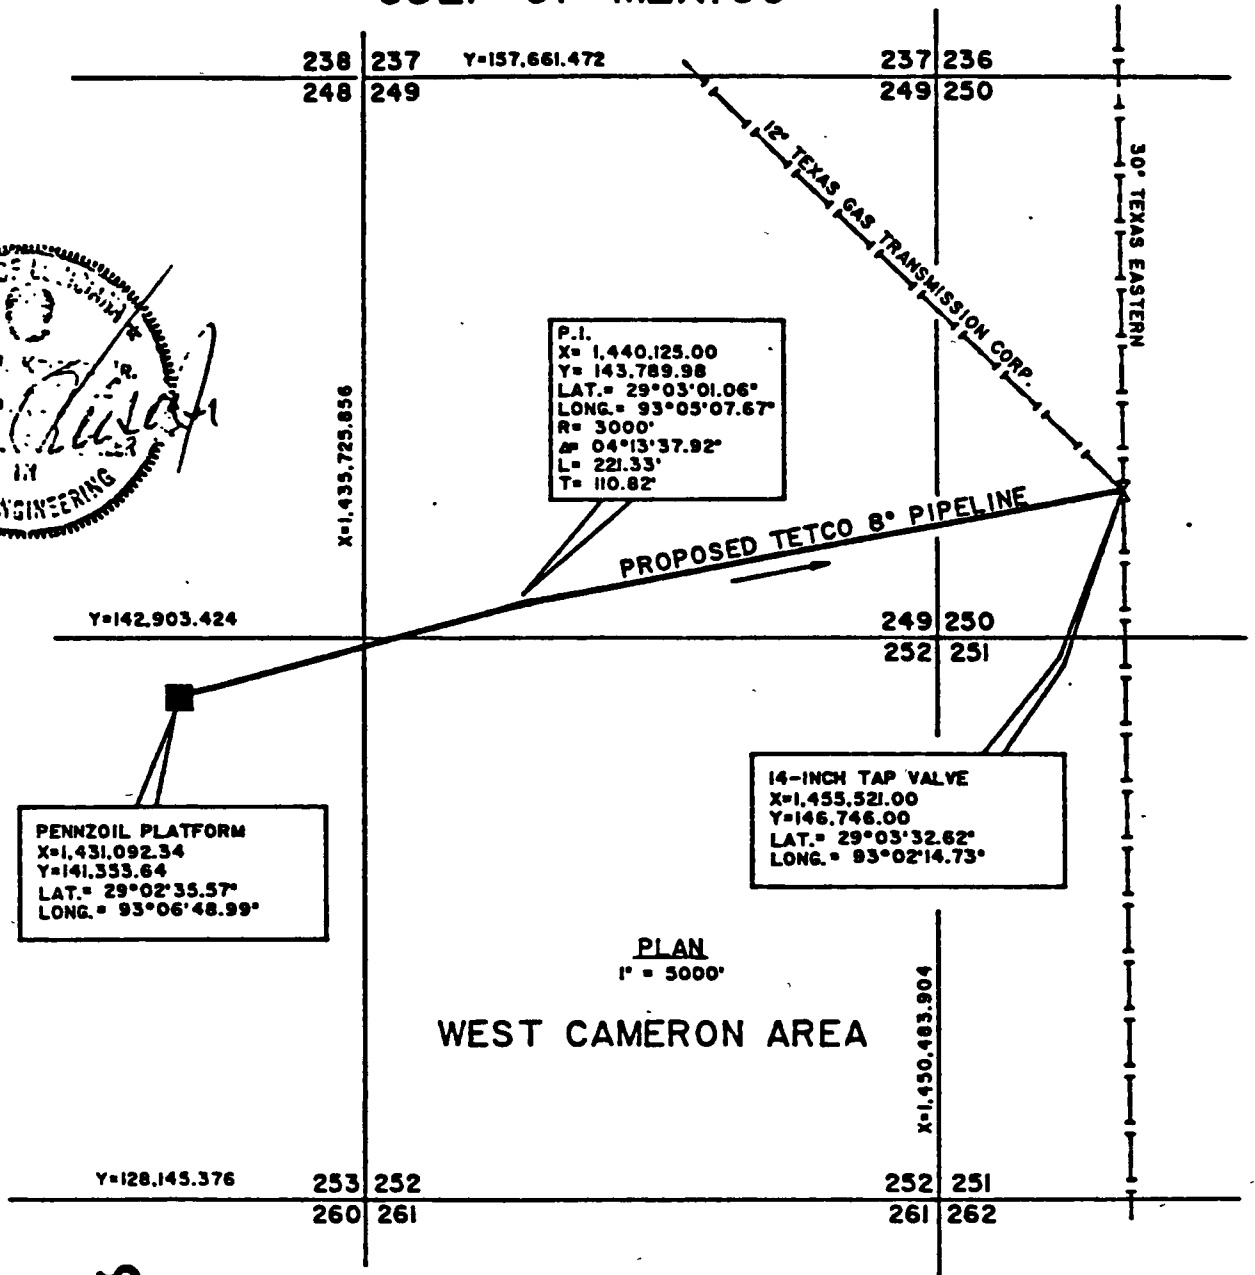 GULF OF MEXICO
238 237 Y=157,661.472 237 236
248 249 249 250
12" TEXAS GAS TRANSMISSION CORP.
30" TEXAS EASTERN
P.I.
X= 1,440,125.00
Y= 143,789.98
LAT.= 29°03'01.06"
LONG.= 93°05'07.67"
R= 3000'
Δ= 04°13'37.92"
L= 221.33'
T= 110.82'
X=1,435,725.856
IN
ENGINEERING
PROPOSED TETCO 8" PIPELINE
Y=142,903.424
249 250
252 251
14-INCH TAP VALVE
X=1,455,521.00
Y=146,746.00
LAT.= 29°03'32.62"
LONG.= 93°02'14.73"
PENNZOIL PLATFORM
X=1,431,092.34
Y=141,353.64
LAT.= 29°02'35.57"
LONG.= 93°06'48.99"
PLAN
1" = 5000'
WEST CAMERON AREA
X=1,450,483.904
Y=128,145.376
253 252 252 251
260 261 261 262